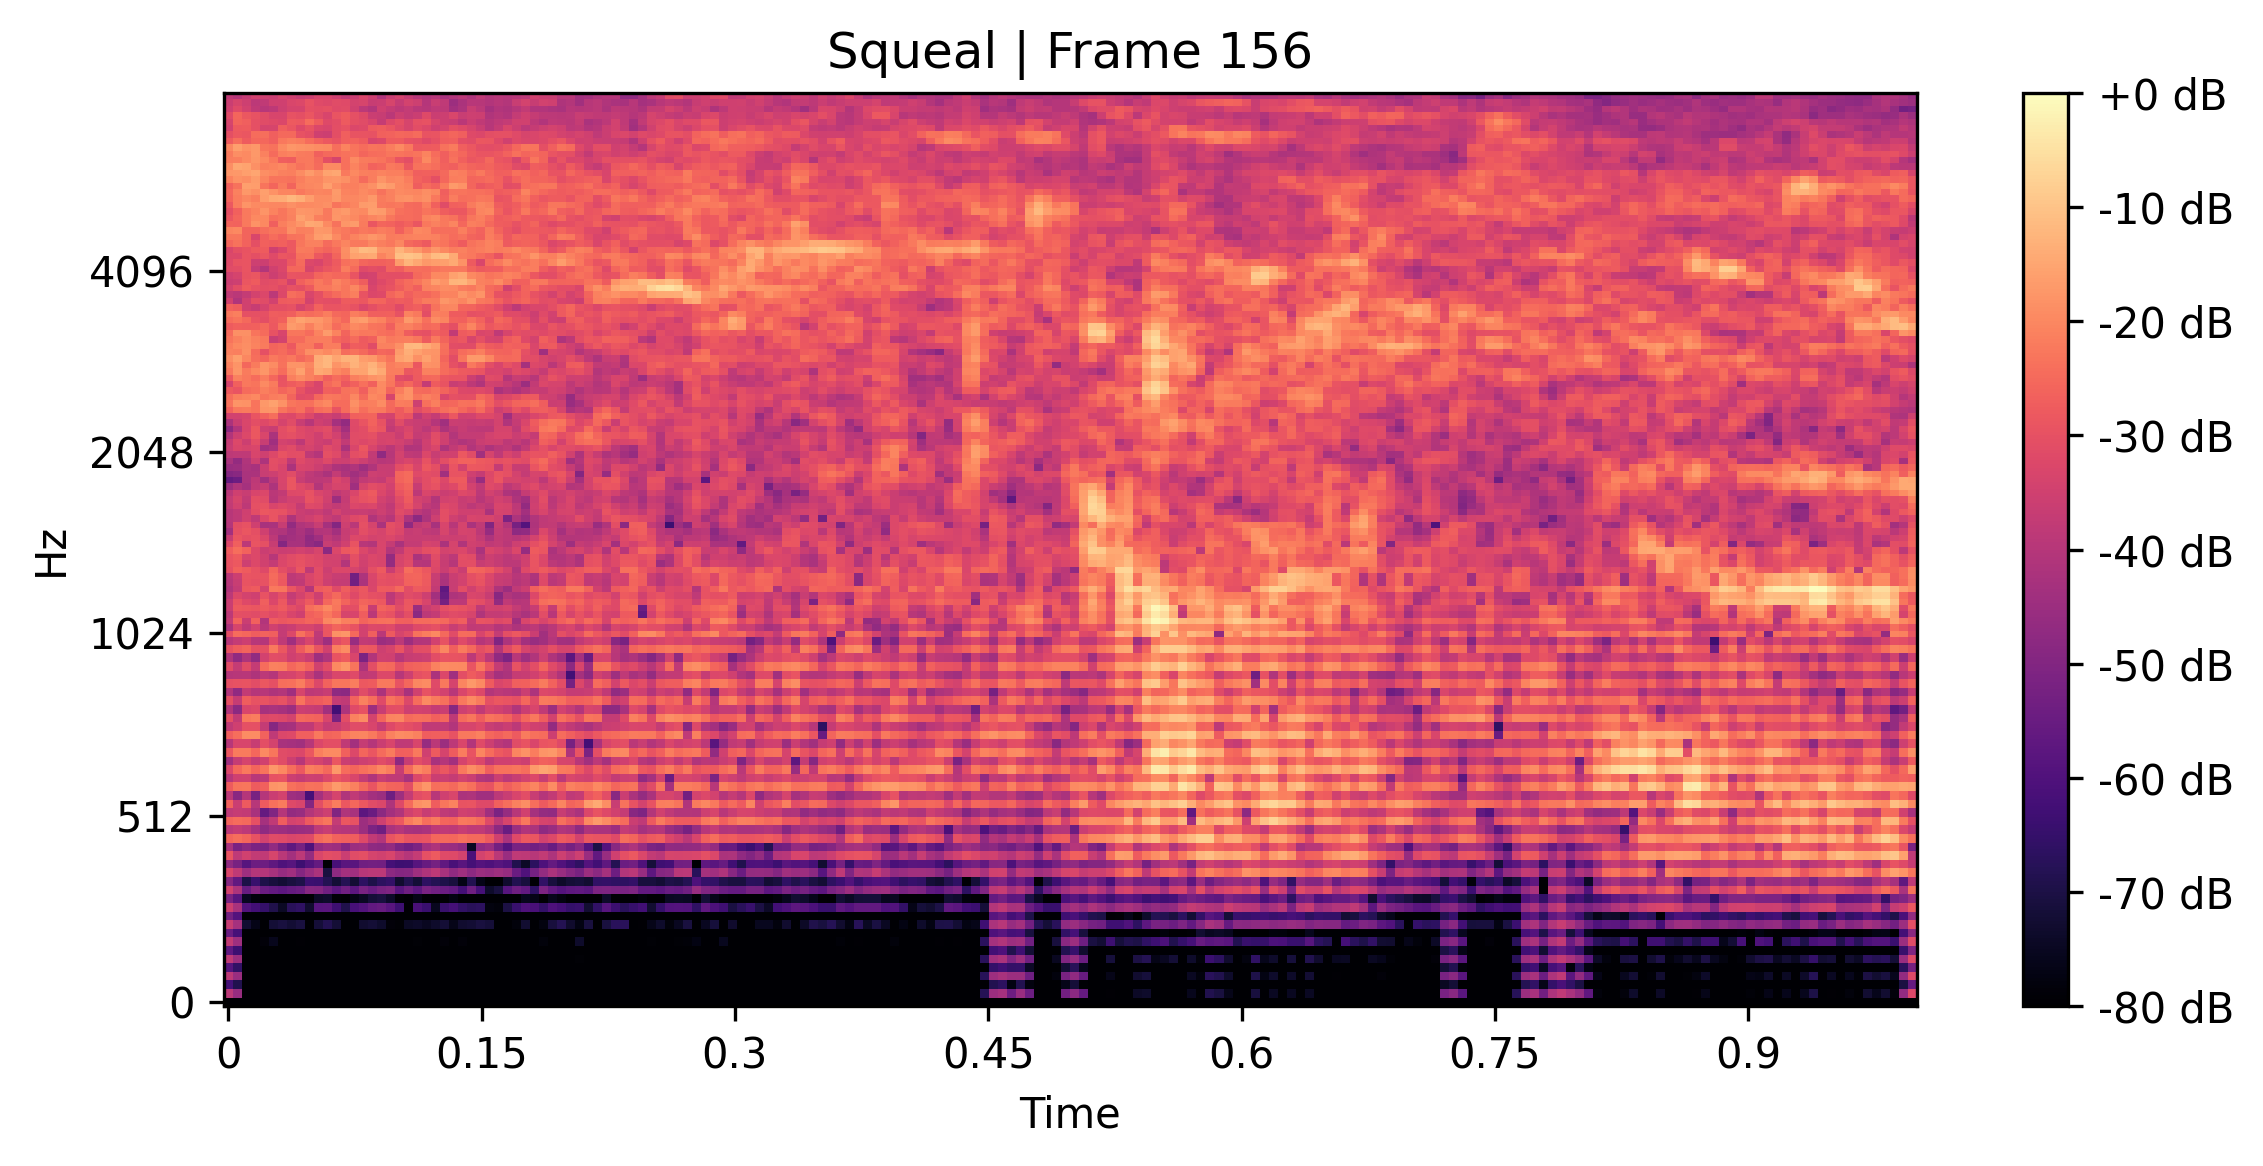 Squeal | Frame 156
+0 dB
-10 dB
-20 dB
-30 dB
-40 dB
-50 dB
-60 dB
-70 dB
-80 dB
Hz
4096
2048
1024
512
0
0 0.15 0.3 0.45 0.6 0.75 0.9
Time